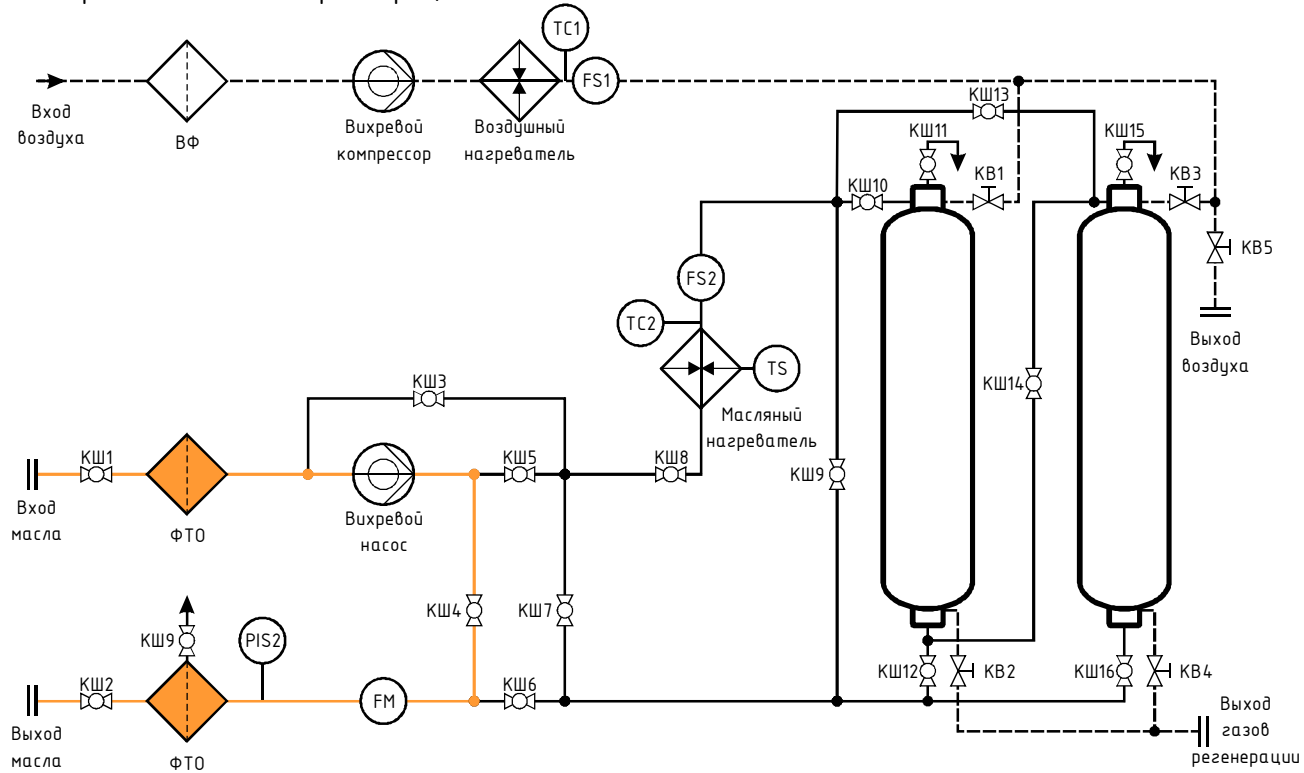 TC1
FS1
КШ13
Вход
воздуха
ВФ
Вихревой
компрессор
Воздушный
нагреватель
КШ11
КШ15
КШ10
КВ1
КВ3
КВ5
FS2
TC2
TS
Выход
воздуха
КШ3
КШ14
Масляный
нагреватель
КШ1
КШ5
КШ8
КШ9
Вход
масла
ФТО
Вихревой
насос
КШ4
КШ7
КШ9
PIS2
КШ2
FM
КШ6
КШ12
КВ2
КШ16
КВ4
Выход
масла
ФТО
Выход
газов
регенерации